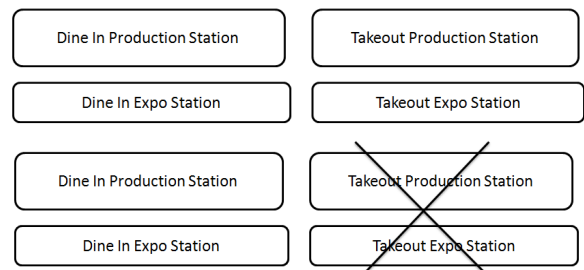 Dine In Production Station
Takeout Production Station
Dine In Expo Station
Takeout Expo Station
Dine In Production Station
Takeout Production Station
Dine In Expo Station
Takeout Expo Station